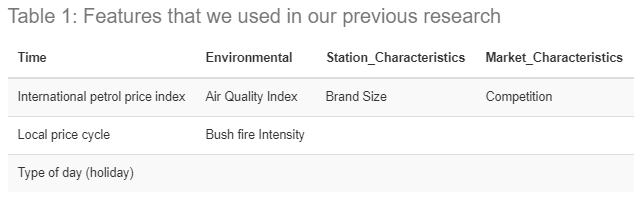 Table 1: Features that we used in our previous research
Time Environmental Station_Characteristics Market_Characteristics
International petrol price index Air Quality Index Brand Size Competition
Local price cycle Bush fire Intensity
Type of day (holiday)